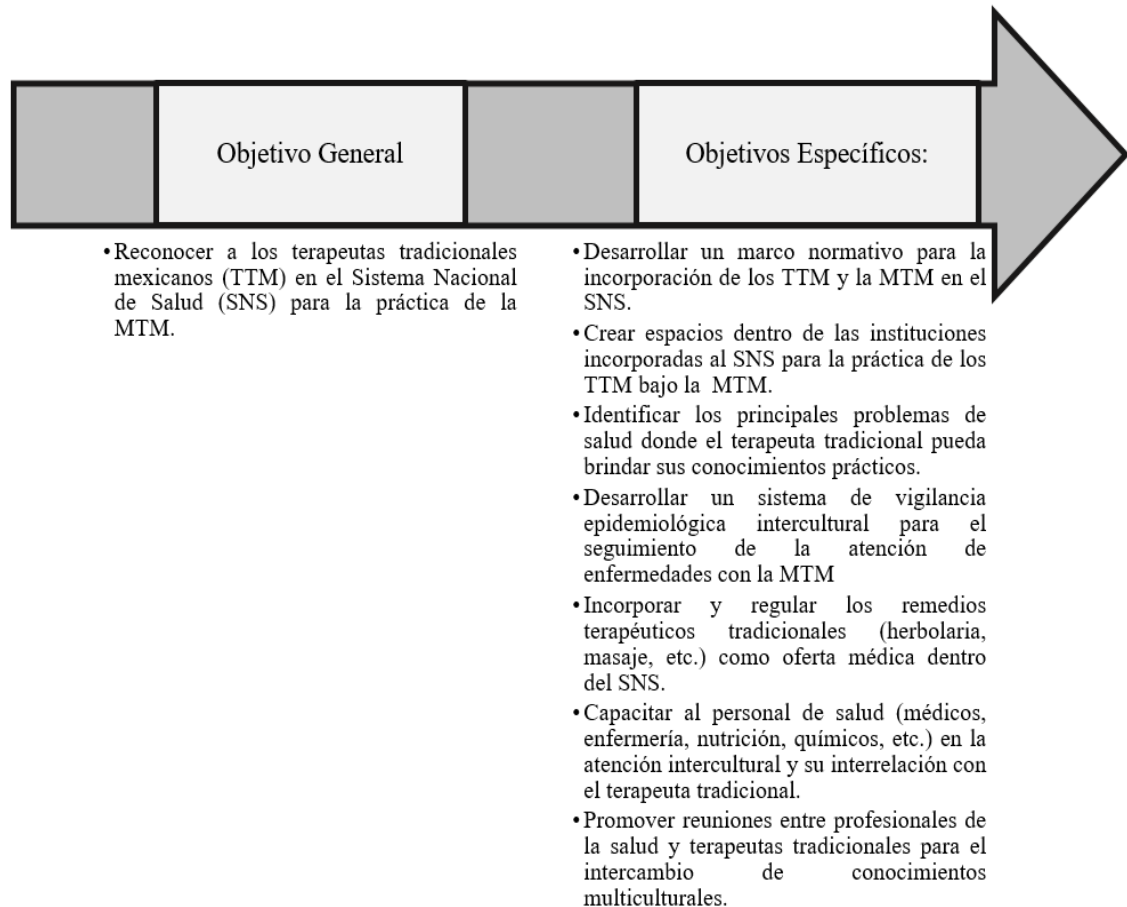 Objetivo General
Objetivos Específicos:
•Reconocer a los terapeutas tradicionales
mexicanos (TTM) en el Sistema Nacional
de Salud (SNS) para la práctica de la
MTM.
•Desarrollar un marco normativo para la
incorporación de los TTM y la MTM en el
SNS.
•Crear espacios dentro de las instituciones
incorporadas al SNS para la práctica de los
TTM bajo la MTM.
•Identificar los principales problemas de
salud donde el terapeuta tradicional pueda
brindar sus conocimientos prácticos.
•Desarrollar un sistema de vigilancia
epidemiológica intercultural para el
seguimiento de la atención de
enfermedades con la MTM
•Incorporar y regular los remedios
terapéuticos tradicionales (herbolaria,
masaje, etc.) como oferta médica dentro
del SNS.
•Capacitar al personal de salud (médicos,
enfermería, nutrición, químicos, etc.) en la
atención intercultural y su interrelación con
el terapeuta tradicional.
•Promover reuniones entre profesionales de
la salud y terapeutas tradicionales para el
intercambio de conocimientos
multiculturales.